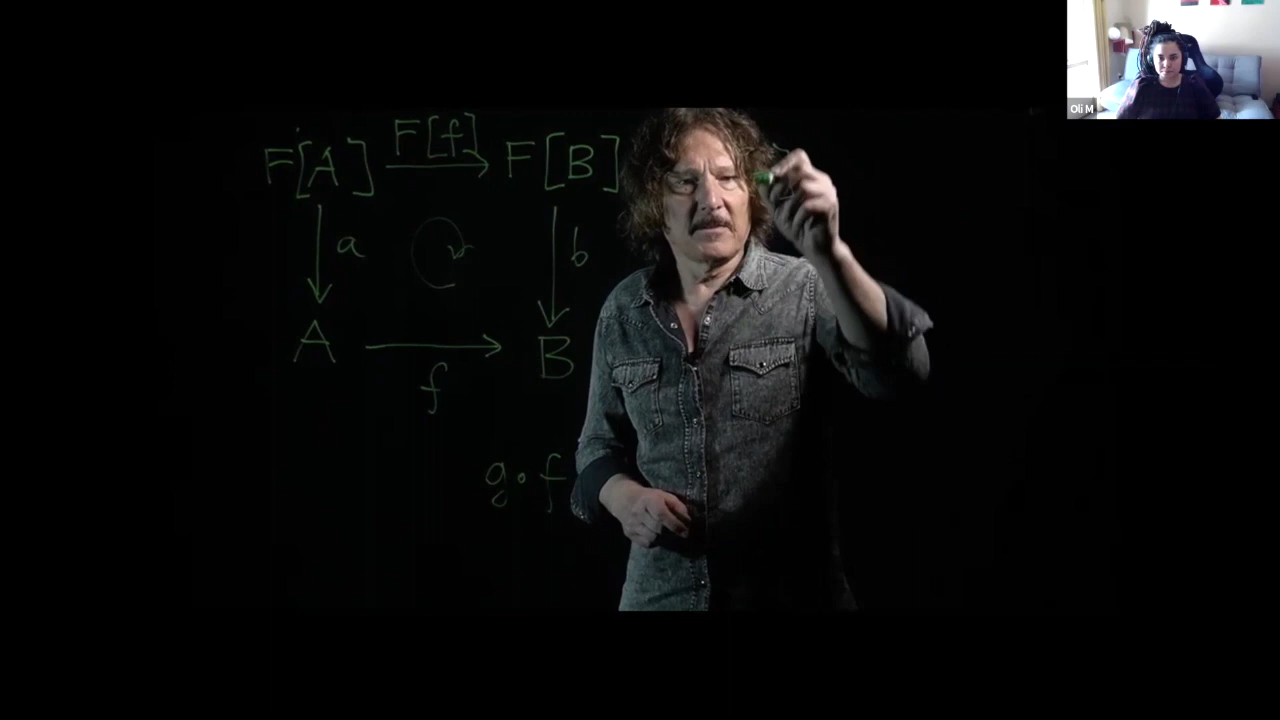 F[A] F[f] F[B]
a b
A f B
g∘f
Oli M